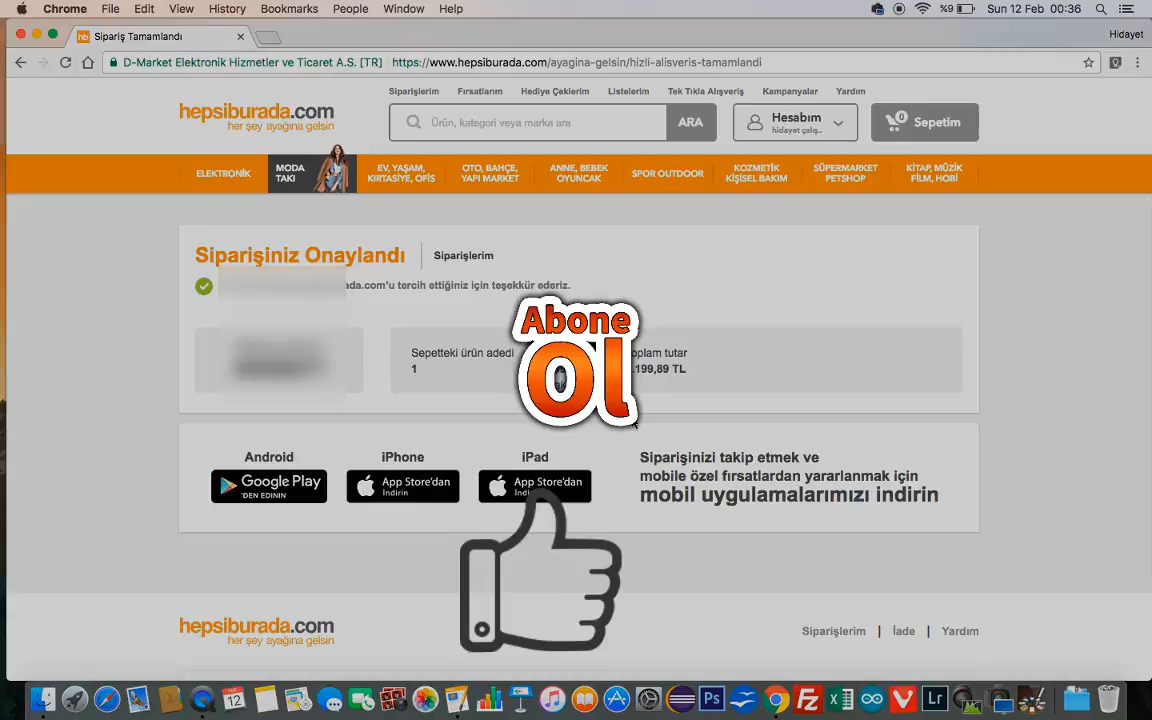 Chrome File Edit View History Bookmarks People Window Help
%9 Sun 12 Feb 00:36
Sipariş Tamamlandı
Hidayet
D-Market Elektronik Hizmetler ve Ticaret A.S. [TR] https://www.hepsiburada.com/ayagina-gelsin/hizli-alisveris-tamamlandi
Siparişlerim Fırsatlarım Hediye Çeklerim Listelerim Tek Tıkla Alışveriş Kampanyalar Yardım
hepsiburada.com
her şey ayağına gelsin
Ürün, kategori veya marka ara
ARA
Hesabım
hidayet çalış..
0
Sepetim
ELEKTRONİK
MODA
TAKI
EV, YAŞAM,
KIRTASİYE, OFİS
OTO, BAHÇE,
YAPI MARKET
ANNE, BEBEK
OYUNCAK
SPOR OUTDOOR
KOZMETİK
KİŞİSEL BAKIM
SÜPERMARKET
PETSHOP
KİTAP, MÜZİK
FİLM, HOBİ
Siparişiniz Onaylandı
Siparişlerim
ada.com'u tercih ettiğiniz için teşekkür ederiz.
Abone
Ol
Sepetteki ürün adedi
1
oplam tutar
.199,89 TL
Android
Google Play
'DEN EDININ
iPhone
App Store'dan
İndirin
iPad
App Store'dan
Siparişinizi takip etmek ve
mobile özel fırsatlardan yararlanmak için
mobil uygulamalarımızı indirin
hepsiburada.com
her şey ayağına gelsin
Siparişlerim | İade | Yardım
12
Ps
Lr